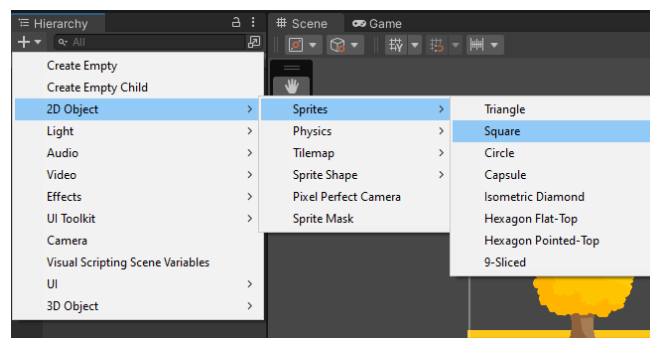 Hierarchy
# Scene
Game
All
Create Empty
Create Empty Child
2D Object
Light
Audio
Video
Effects
UI Toolkit
Camera
Visual Scripting Scene Variables
UI
3D Object
Sprites
Physics
Tilemap
Sprite Shape
Pixel Perfect Camera
Sprite Mask
Triangle
Square
Circle
Capsule
Isometric Diamond
Hexagon Flat-Top
Hexagon Pointed-Top
9-Sliced